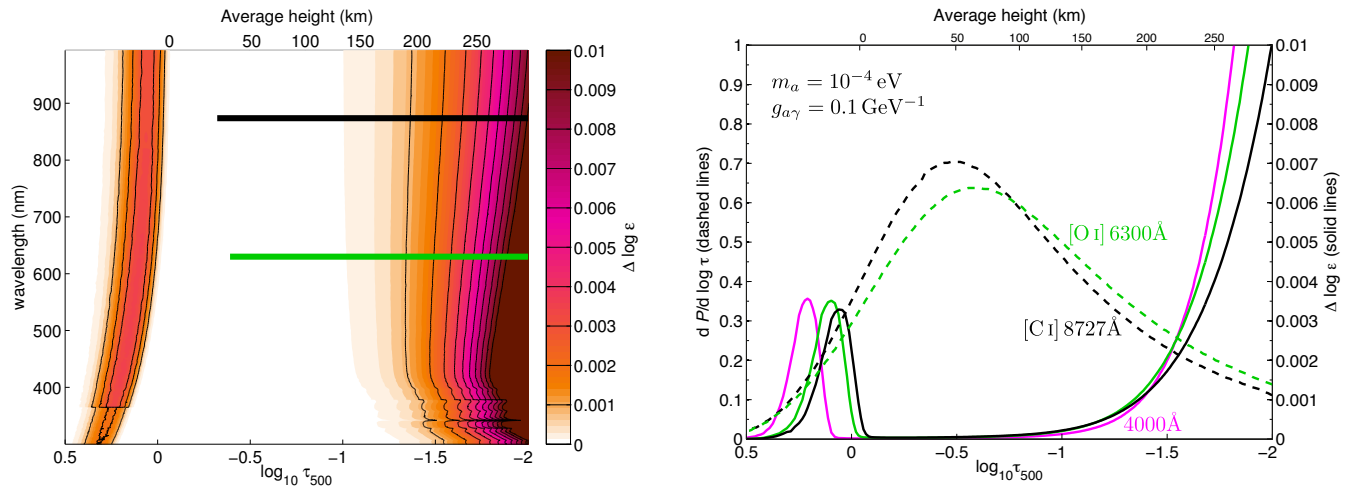 Average height (km)
0 50 100 150 200 250
900
800
700
600
500
400
wavelength (nm)
0.5 0 −0.5 −1 −1.5 −2
log₁₀ τ₅₀₀
0.01
0.009
0.008
0.007
0.006
0.005
0.004
0.003
0.002
0.001
0
Δ log ε
Average height (km)
0 50 100 150 200 250
1
0.9
0.8
0.7
0.6
0.5
0.4
0.3
0.2
0.1
0
d P/d log τ (dashed lines)
mₐ = 10⁻⁴ eV
gₐγ = 0.1 GeV⁻¹
[O I] 6300Å
[C I] 8727Å
4000Å
0.01
0.009
0.008
0.007
0.006
0.005
0.004
0.003
0.002
0.001
0
Δ log ε (solid lines)
0.5 0 −0.5 −1 −1.5 −2
log₁₀τ₅₀₀